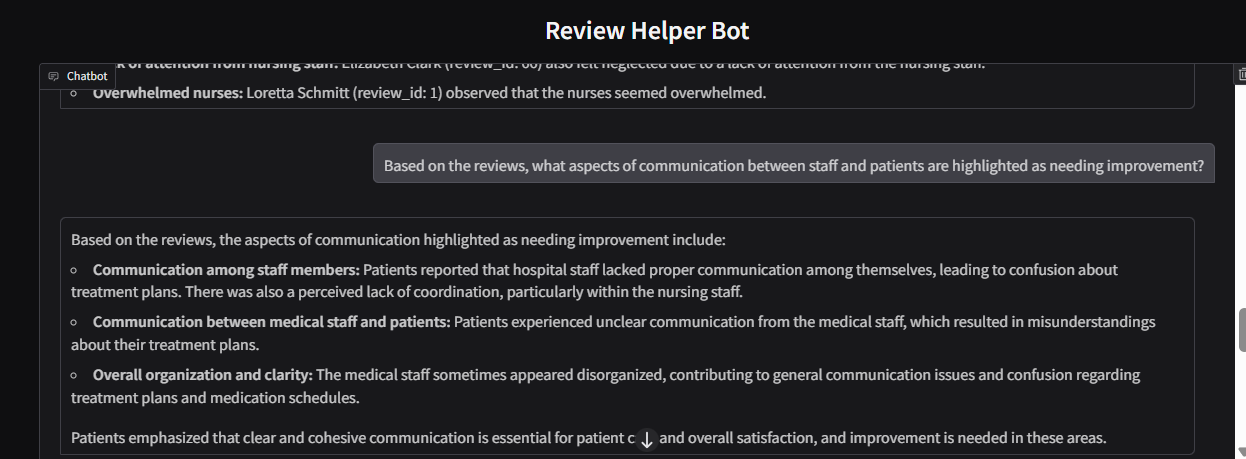 Review Helper Bot
Chatbot
of attention from nursing staff: Elizabeth Clark (review_id: 60) also felt neglected due to a lack of attention from the nursing staff.
Overwhelmed nurses: Loretta Schmitt (review_id: 1) observed that the nurses seemed overwhelmed.
Based on the reviews, what aspects of communication between staff and patients are highlighted as needing improvement?
Based on the reviews, the aspects of communication highlighted as needing improvement include:
Communication among staff members: Patients reported that hospital staff lacked proper communication among themselves, leading to confusion about
treatment plans. There was also a perceived lack of coordination, particularly within the nursing staff.
Communication between medical staff and patients: Patients experienced unclear communication from the medical staff, which resulted in misunderstandings
about their treatment plans.
Overall organization and clarity: The medical staff sometimes appeared disorganized, contributing to general communication issues and confusion regarding
treatment plans and medication schedules.
Patients emphasized that clear and cohesive communication is essential for patient c and overall satisfaction, and improvement is needed in these areas.